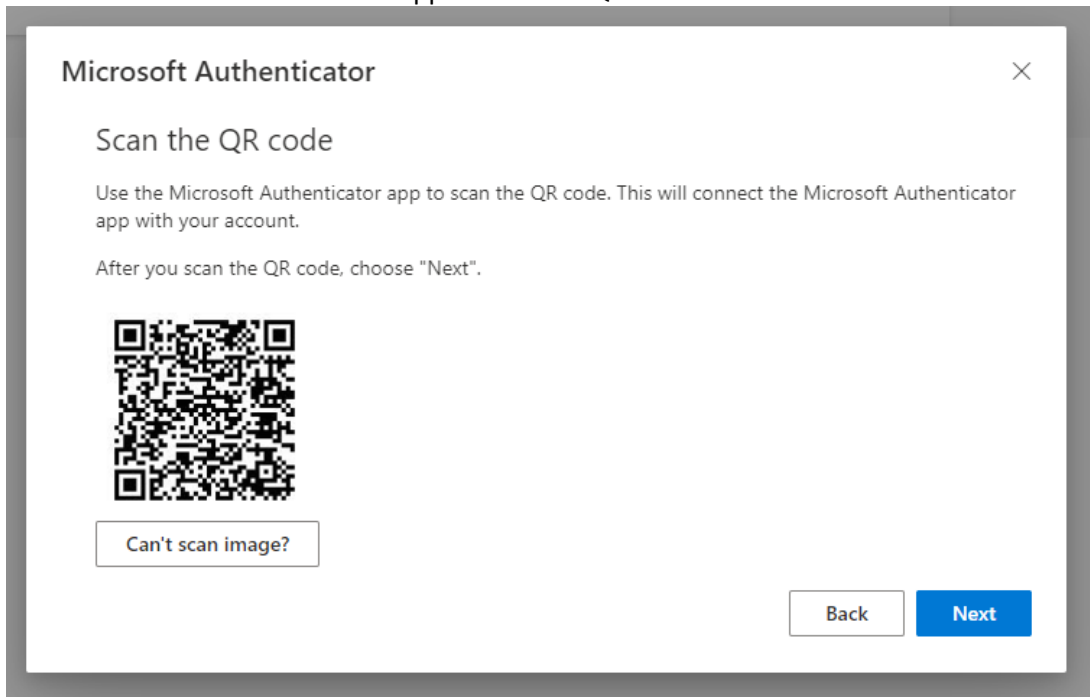 Microsoft Authenticator
Scan the QR code
Use the Microsoft Authenticator app to scan the QR code. This will connect the Microsoft Authenticator
app with your account.
After you scan the QR code, choose "Next".
Can't scan image?
Back
Next